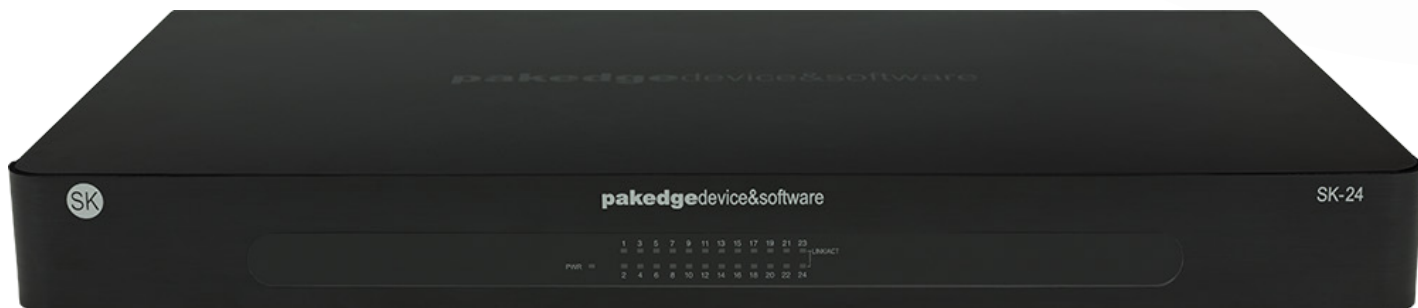 pakedgedevice&software
SK
pakedgedevice&software
SK-24
1 3 5 7 9 11 13 15 17 19 21 23
LINK/ACT
PWR
2 4 6 8 10 12 14 16 18 20 22 24